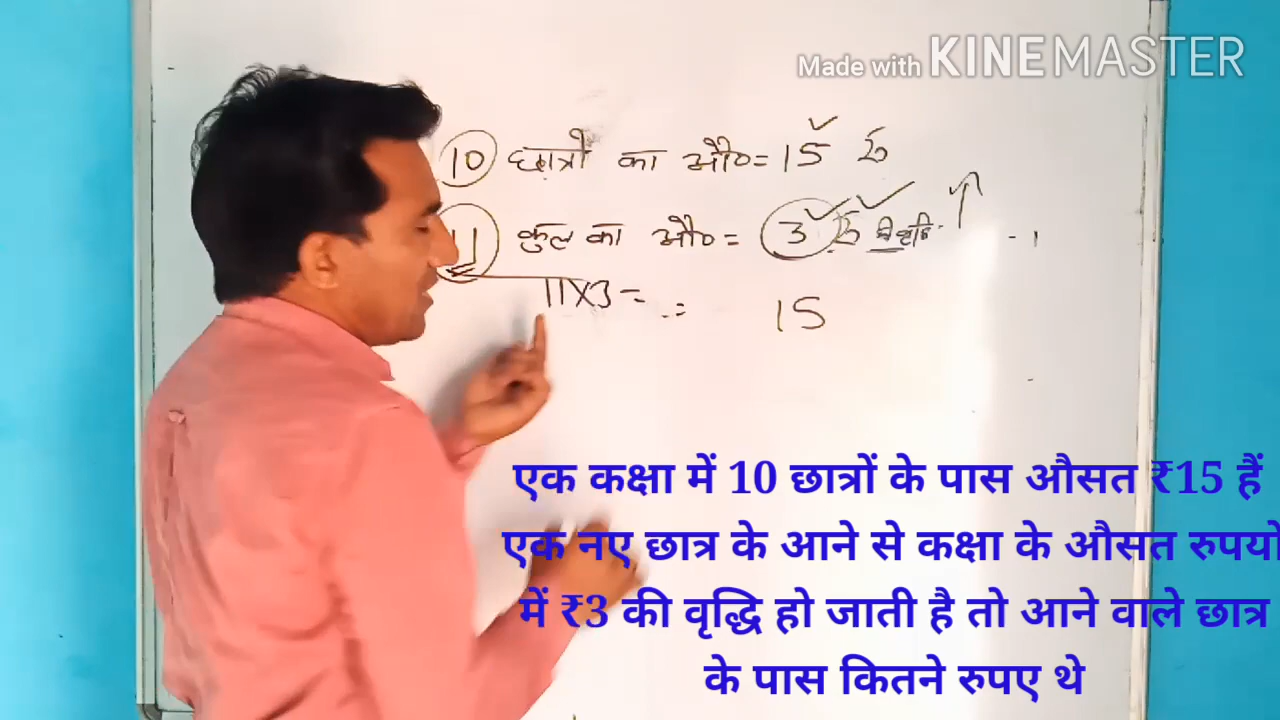 Made with KINEMASTER
10 छात्रों का औ०= 15 रु
11 कुल का औ० = 3 रु की वृद्धि ↑
11X3 =
15
एक कक्षा में 10 छात्रों के पास औसत ₹15 हैं
एक नए छात्र के आने से कक्षा के औसत रुपयो
में ₹3 की वृद्धि हो जाती है तो आने वाले छात्र
के पास कितने रुपए थे